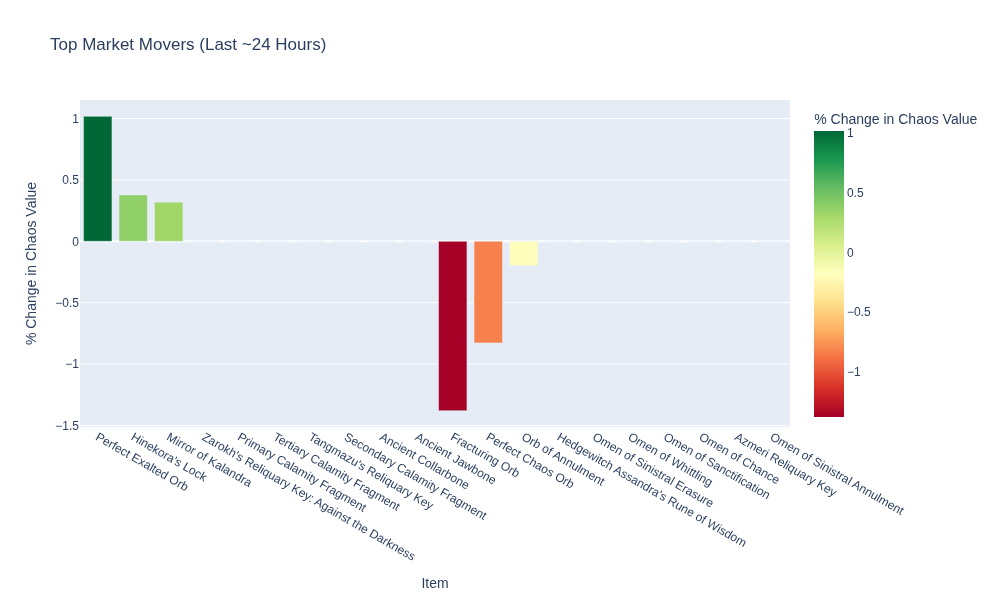 Top Market Movers (Last ~24 Hours)
% Change in Chaos Value
1
0.5
0
−0.5
−1
−1.5
Perfect Exalted Orb
Hinekora's Lock
Mirror of Kalandra
Zarokh's Reliquary Key: Against the Darkness
Primary Calamity Fragment
Tertiary Calamity Fragment
Tangmazu's Reliquary Key
Secondary Calamity Fragment
Ancient Collarbone
Ancient Jawbone
Fracturing Orb
Perfect Chaos Orb
Orb of Annulment
Hedgewitch Assandra's Rune of Wisdom
Omen of Sinistral Erasure
Omen of Whittling
Omen of Sanctification
Omen of Chance
Azmeri Reliquary Key
Omen of Sinistral Annulment
Item
% Change in Chaos Value
1
0.5
0
−0.5
−1